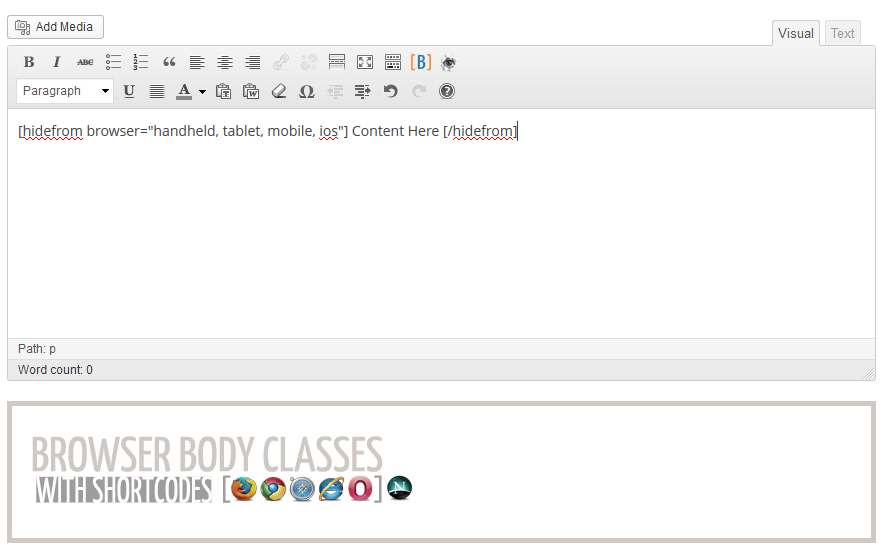 Add Media
Visual Text
B I ABC [B]
Paragraph U A Ω ?
[hidefrom browser="handheld, tablet, mobile, ios"] Content Here [/hidefrom]
Path: p
Word count: 0
BROWSER BODY CLASSES
WITH SHORTCODES [ ] N